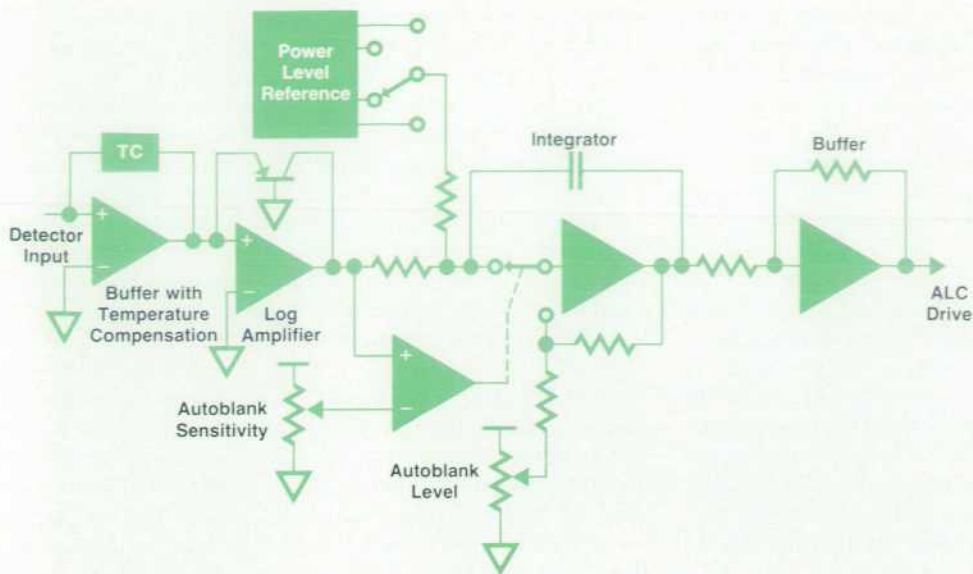 Power
Level
Reference
TC
Integrator
Buffer
+
−
Detector
Input
+
−
Buffer with
Temperature
Compensation
Log
Amplifier
ALC
Drive
+
−
Autoblank
Sensitivity
Autoblank
Level